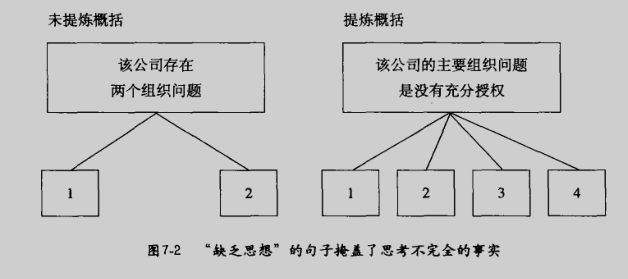 未提炼概括
该公司存在
两个组织问题
1
2
提炼概括
该公司的主要组织问题
是没有充分授权
1
2
3
4
图7-2 “缺乏思想”的句子掩盖了思考不完全的事实